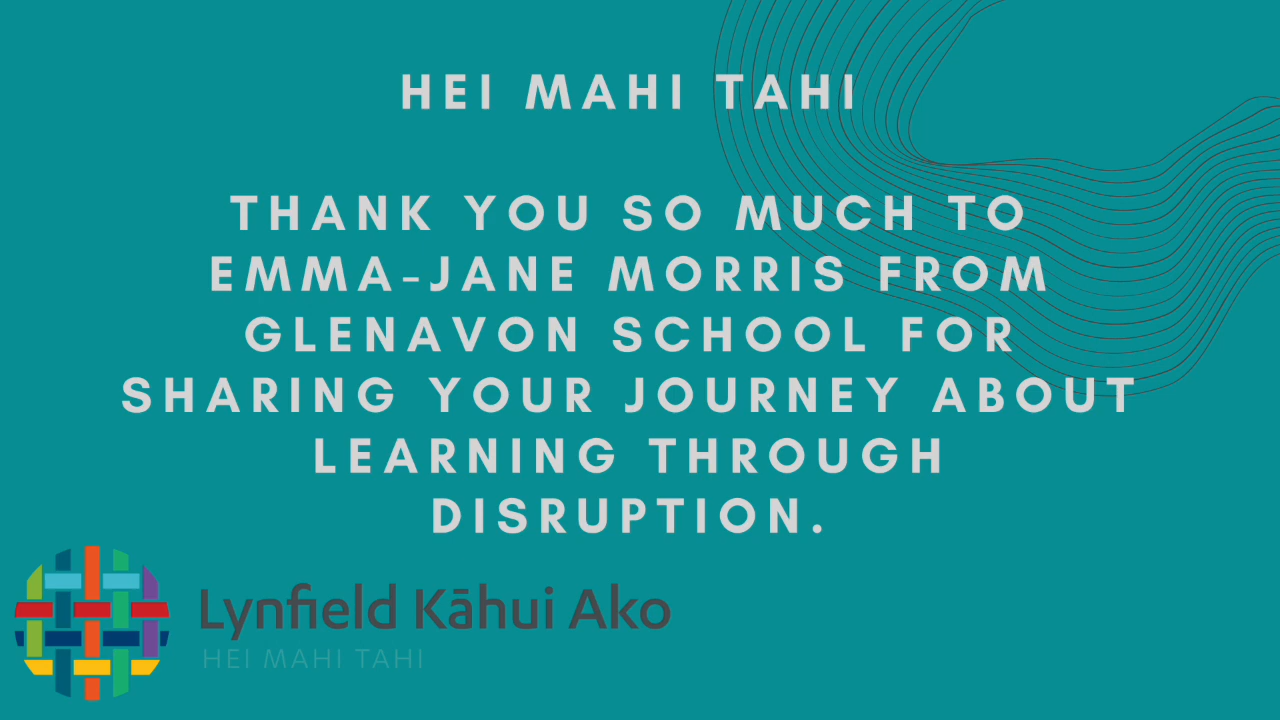 HEI MAHI TAHI
THANK YOU SO MUCH TO
EMMA-JANE MORRIS FROM
GLENAVON SCHOOL FOR
SHARING YOUR JOURNEY ABOUT
LEARNING THROUGH
DISRUPTION.
Lynfield Kāhui Ako
HEI MAHI TAHI